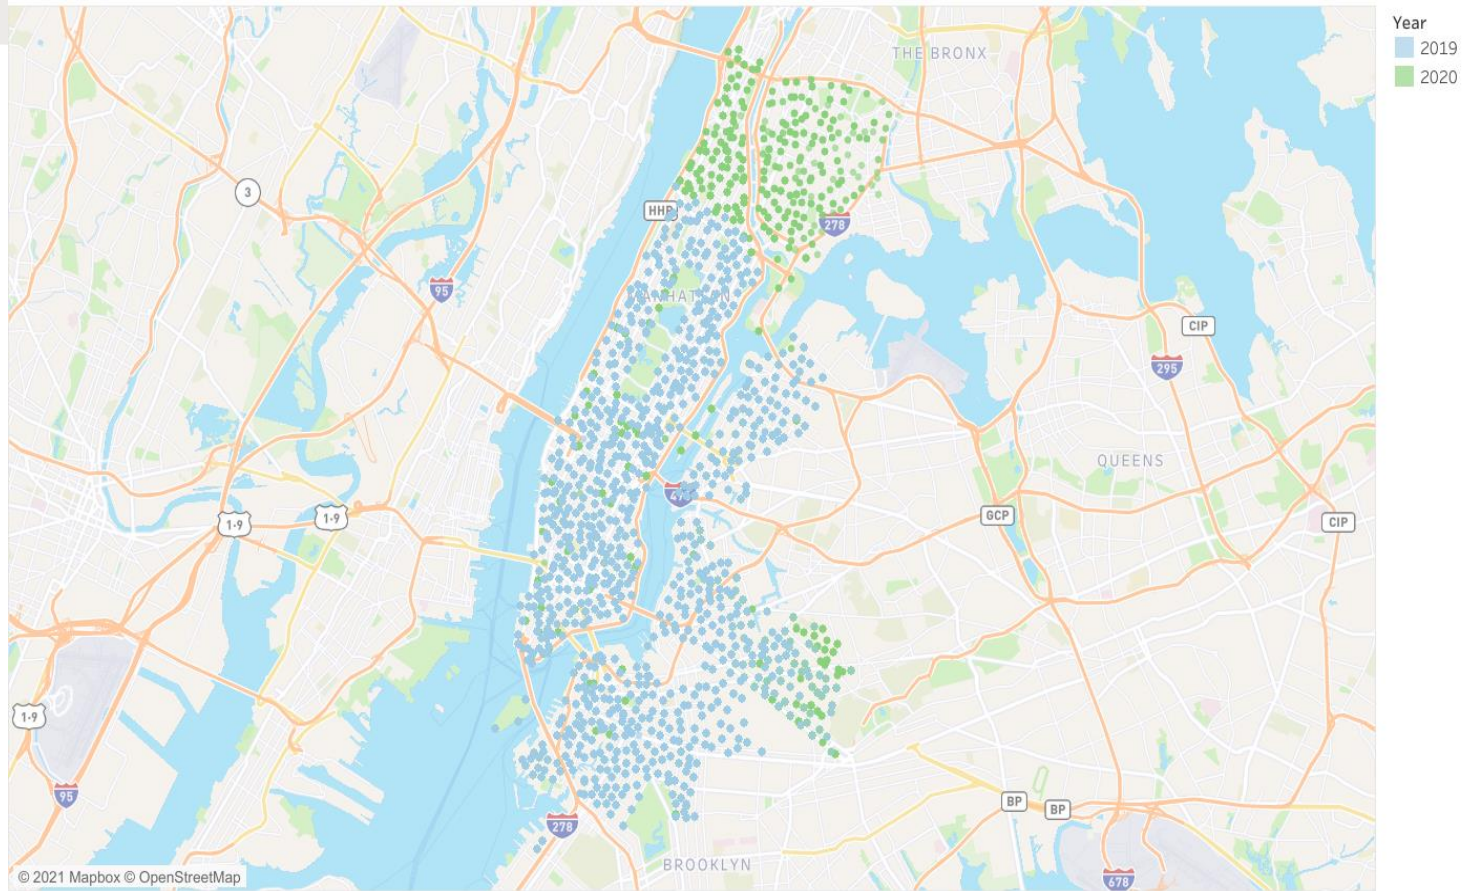 Year
2019
2020
THE BRONX
3
HHP
278
95
MANHATTAN
CIP
295
QUEENS
1-9
1-9
GCP
CIP
1-9
95
BP
BP
278
BROOKLYN
678
© 2021 Mapbox © OpenStreetMap